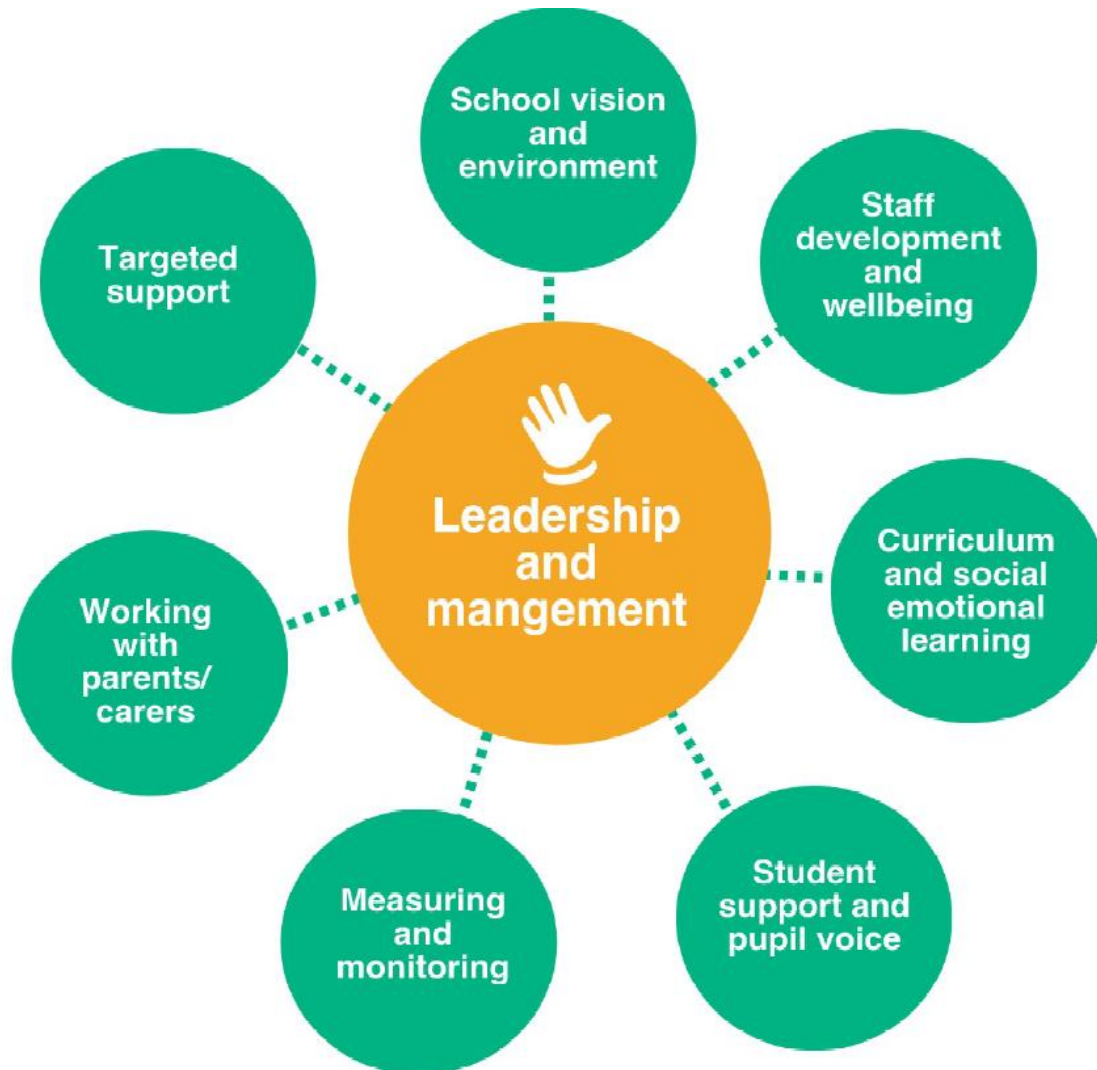 School vision
and
environment
Staff
development
and
wellbeing
Targeted
support
Leadership
and
mangement
Curriculum
and social
emotional
learning
Working
with
parents/
carers
Student
support and
pupil voice
Measuring
and
monitoring